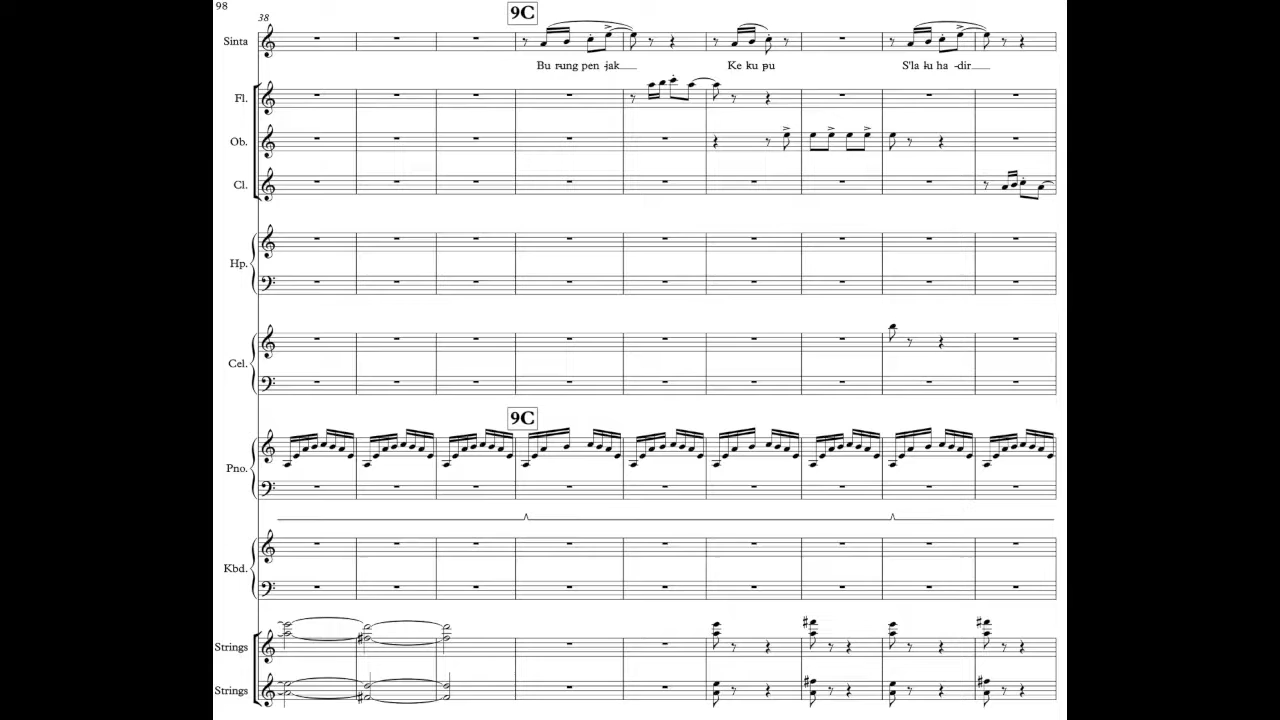 98
38
9C
Sinta
Bu rung pen jak
Ke ku pu
S'la lu ha -dir
Fl.
Ob.
Cl.
Hp.
Cel.
9C
Pno.
Kbd.
Strings
Strings